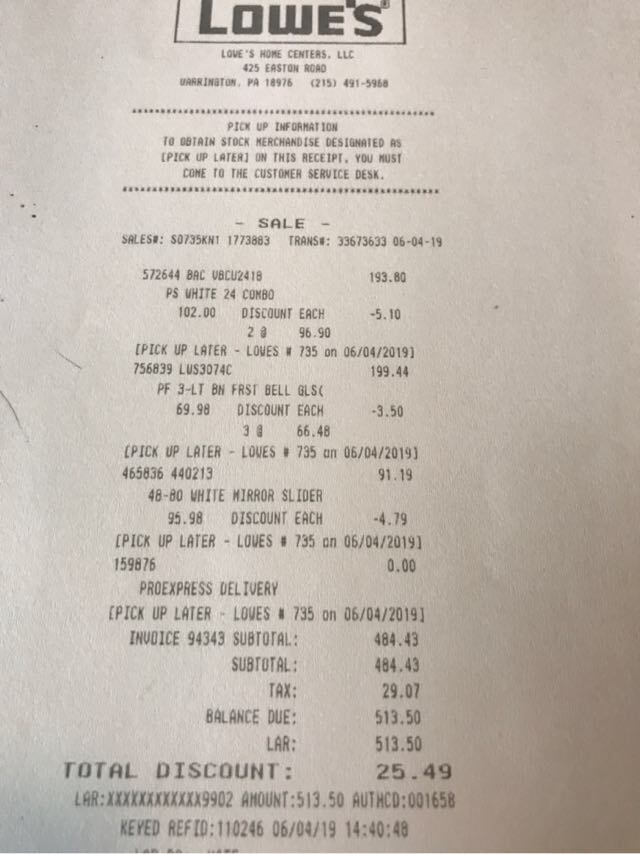 LOWE'S
LOWE'S HOME CENTERS, LLC
425 EASTON ROAD
WARRINGTON, PA 18976 (215) 491-5968
****************************************
PICK UP INFORMATION
TO OBTAIN STOCK MERCHANDISE DESIGNATED AS
[PICK UP LATER] ON THIS RECEIPT, YOU MUST
COME TO THE CUSTOMER SERVICE DESK.
****************************************
- SALE -
SALES#: S0735KN1 1773883 TRANS#: 33673633 06-04-19
572644 BAC VBCU2418 193.80
PS WHITE 24 COMBO
102.00 DISCOUNT EACH -5.10
2 @ 96.90
[PICK UP LATER - LOWES # 735 on 06/04/2019]
756839 LUS3074C 199.44
PF 3-LT BN FRST BELL GLS(
69.98 DISCOUNT EACH -3.50
3 @ 66.48
[PICK UP LATER - LOWES # 735 on 06/04/2019]
465836 440213 91.19
48-80 WHITE MIRROR SLIDER
95.98 DISCOUNT EACH -4.79
[PICK UP LATER - LOWES # 735 on 06/04/2019]
159876 0.00
PROEXPRESS DELIVERY
[PICK UP LATER - LOWES # 735 on 06/04/2019]
INVOICE 94343 SUBTOTAL: 484.43
SUBTOTAL: 484.43
TAX: 29.07
BALANCE DUE: 513.50
LAR: 513.50
TOTAL DISCOUNT: 25.49
LAR:XXXXXXXXXXXX9902 AMOUNT:513.50 AUTHCD:001658
KEYED REFID:110246 06/04/19 14:40:48